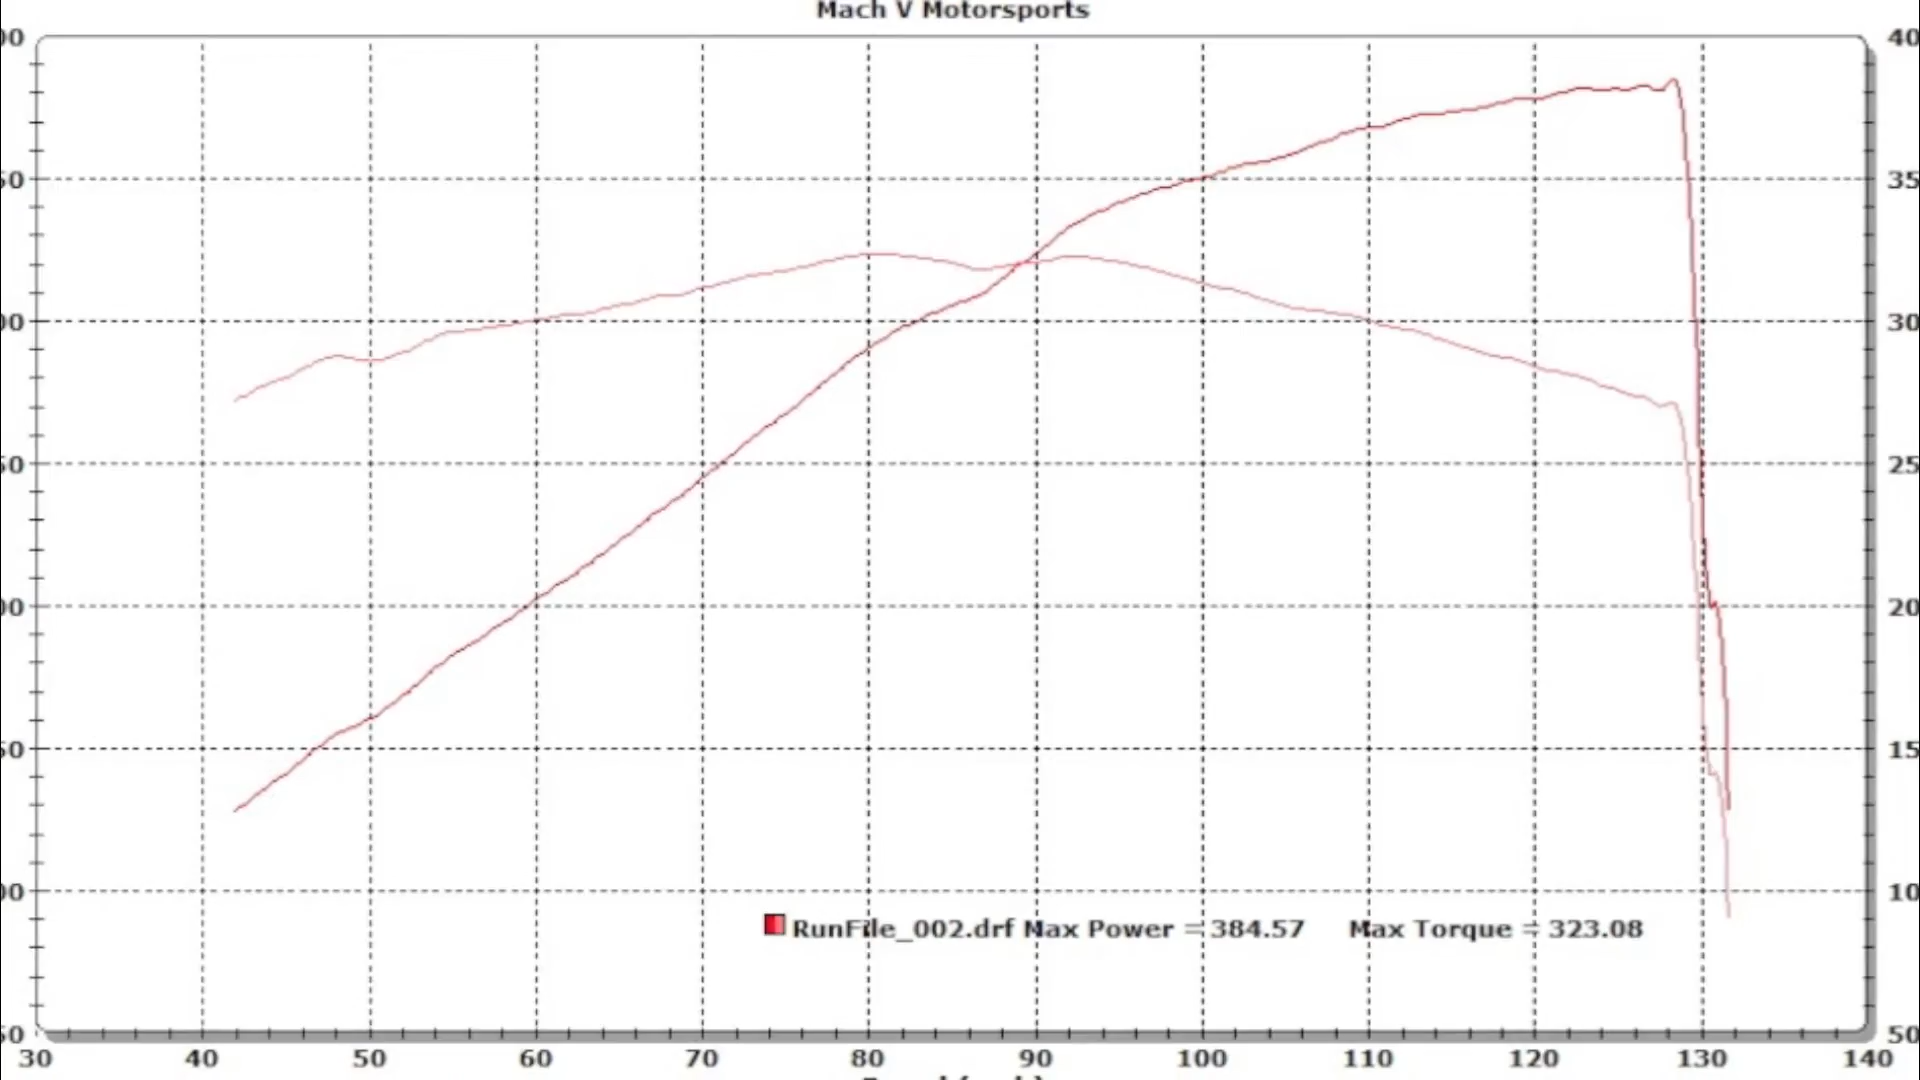 Mach V Motorsports
00 40
50 35
00 30
50 25
00 20
50 15
00 10
RunFile_002.drf Max Power = 384.57 Max Torque = 323.08
50 50
30 40 50 60 70 80 90 100 110 120 130 140